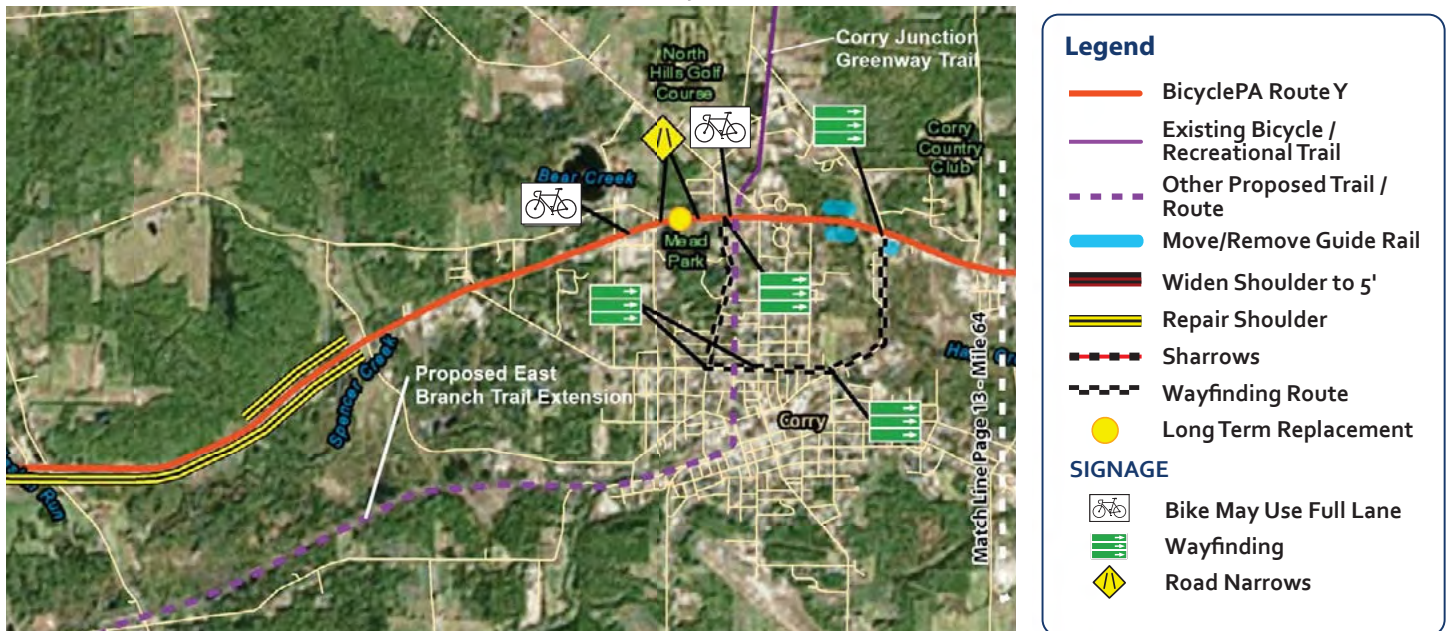 Corry Junction
Greenway Trail
North
Hills Golf
Course
Corry
Country
Club
Bear Creek
Mead
Park
Spencer Creek
Proposed East
Branch Trail Extension
Corry
Run
Match Line Page 13 - Mile 64
Legend
BicyclePA Route Y
Existing Bicycle /
Recreational Trail
Other Proposed Trail /
Route
Move/Remove Guide Rail
Widen Shoulder to 5'
Repair Shoulder
Sharrows
Wayfinding Route
Long Term Replacement
SIGNAGE
Bike May Use Full Lane
Wayfinding
Road Narrows